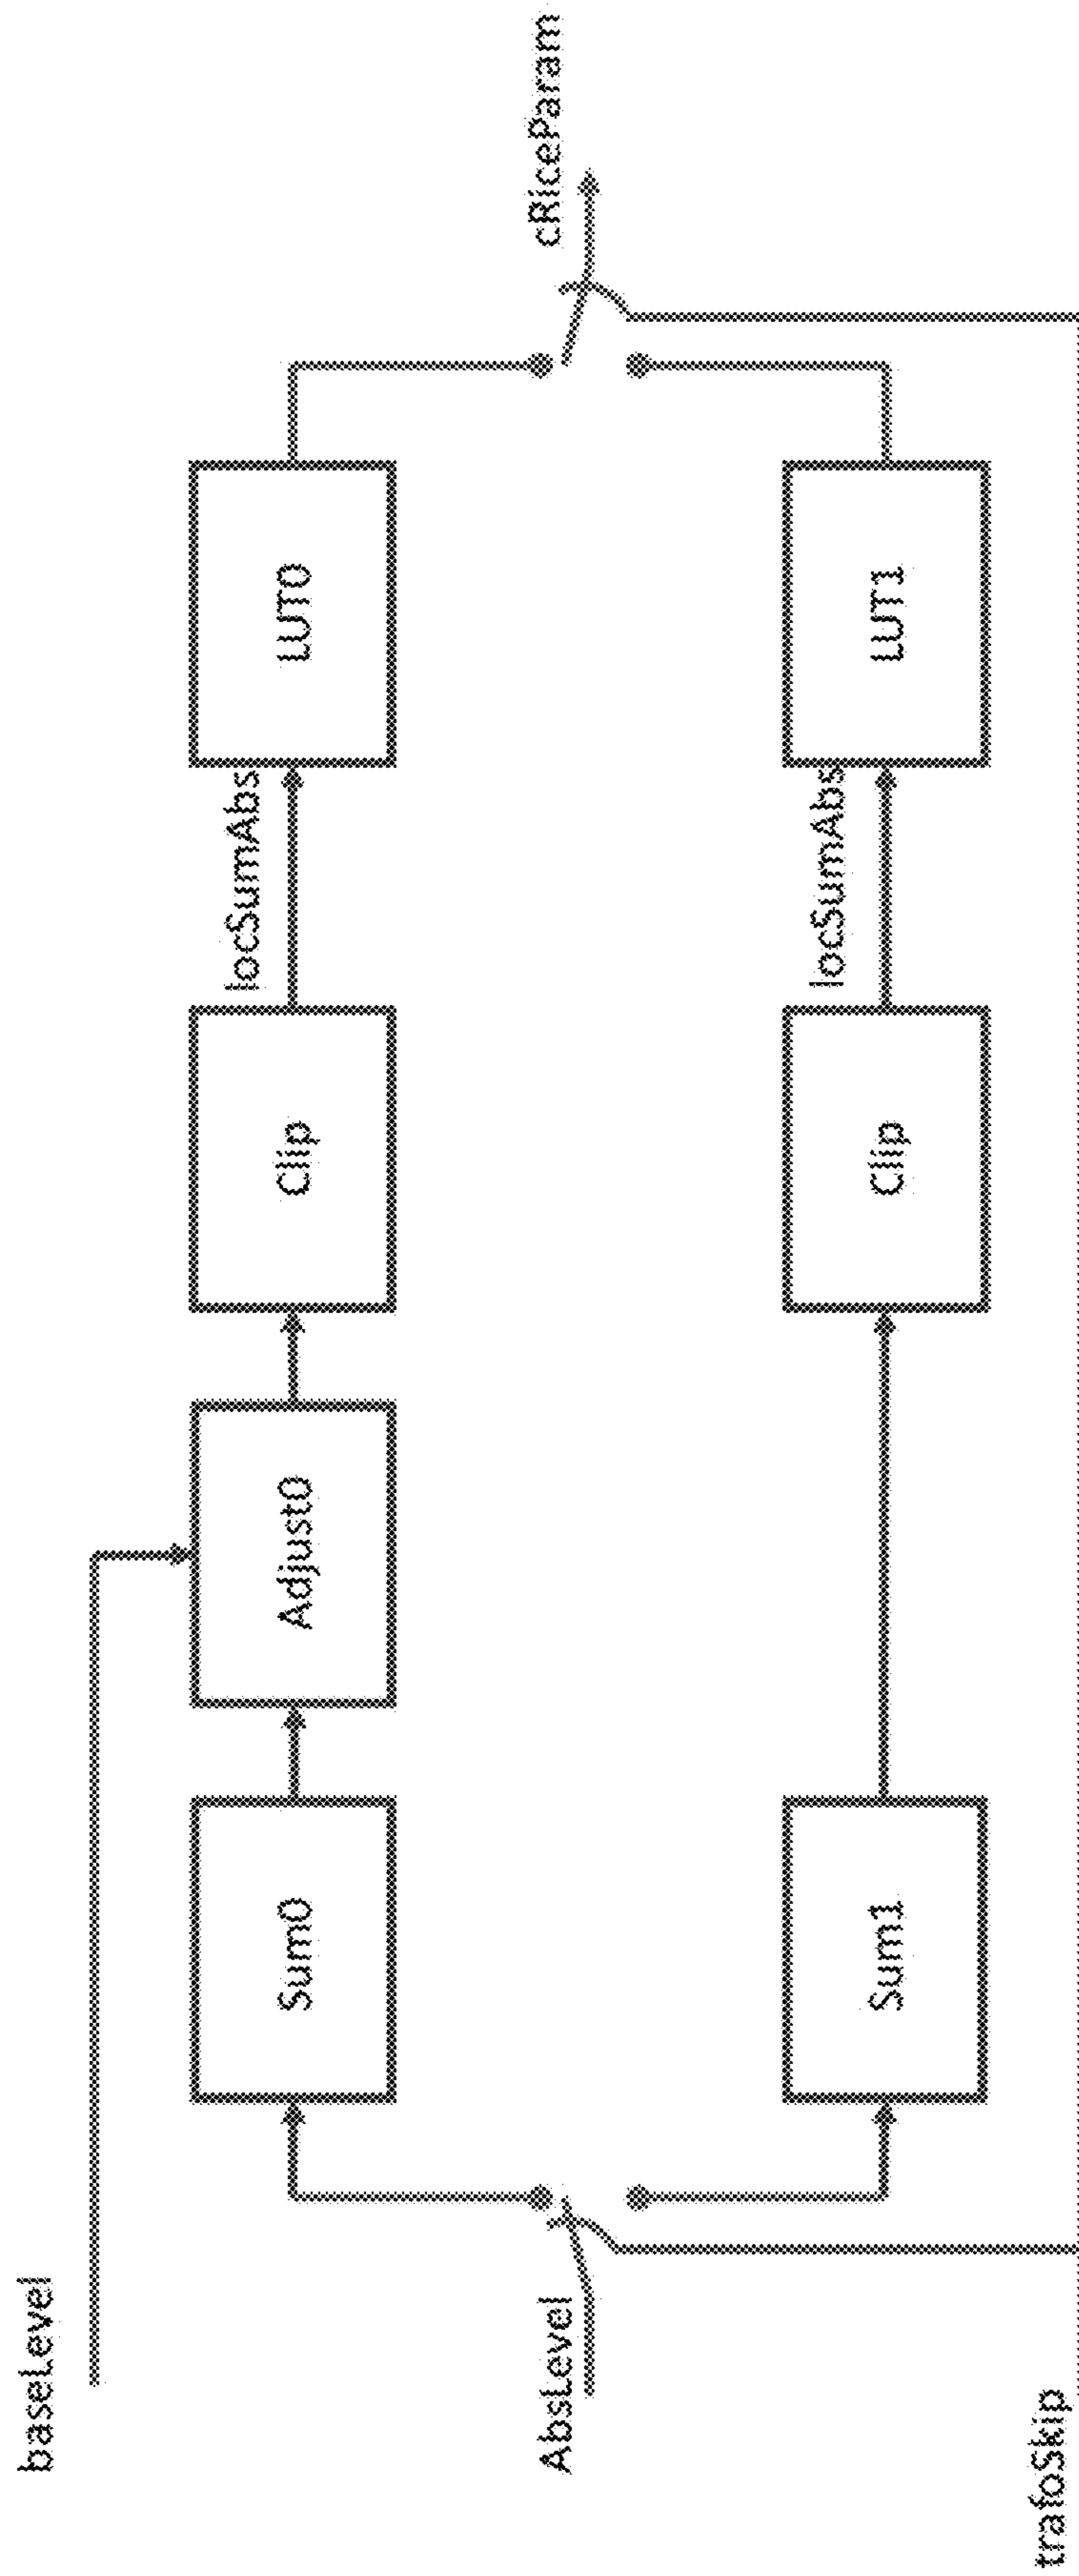 baseLevel
AbsLevel
trafoSkip
Sum0
Adjust0
Clip
locSumAbs
LUT0
Sum1
Clip
locSumAbs
LUT1
cRiceParam